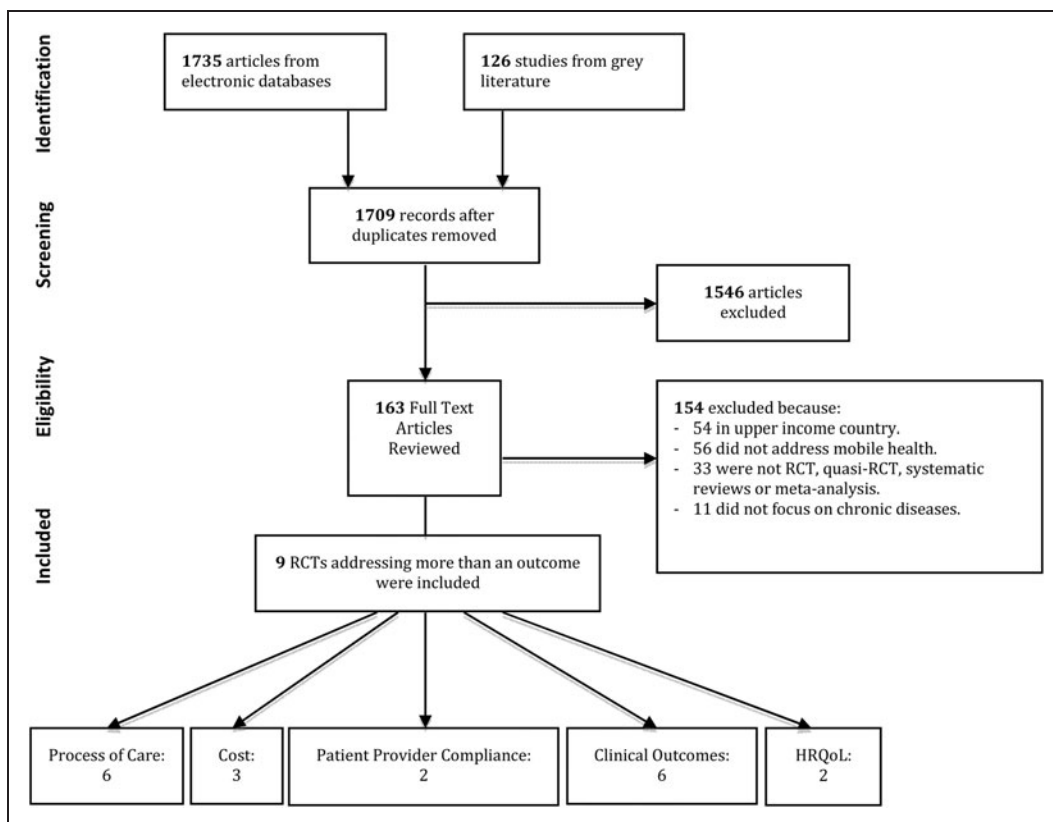 Identification
1735 articles from
electronic databases
126 studies from grey
literature
Screening
1709 records after
duplicates removed
1546 articles
excluded
Eligibility
163 Full Text
Articles
Reviewed
154 excluded because:
- 54 in upper income country.
- 56 did not address mobile health.
- 33 were not RCT, quasi-RCT, systematic
reviews or meta-analysis.
- 11 did not focus on chronic diseases.
Included
9 RCTs addressing more than an outcome
were included
Process of Care:
6
Cost:
3
Patient Provider Compliance:
2
Clinical Outcomes:
6
HRQoL:
2